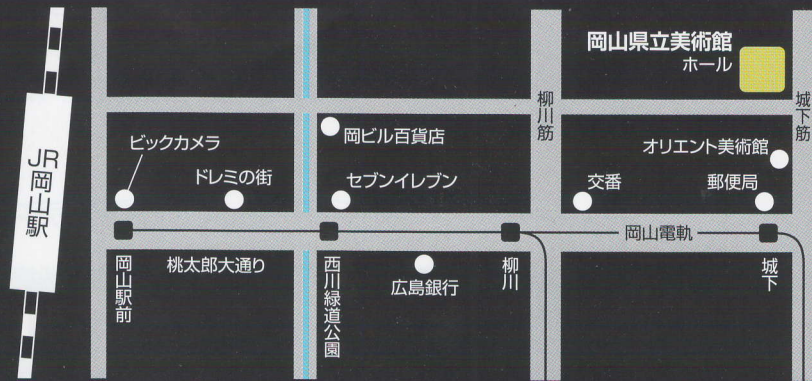 岡山県立美術館
ホール
柳川筋
城下筋
ビックカメラ
岡ビル百貨店
オリエント美術館
JR岡山駅
ドレミの街
セブンイレブン
交番
郵便局
岡山電軌
岡山駅前
桃太郎大通り
西川緑道公園
広島銀行
柳川
城下